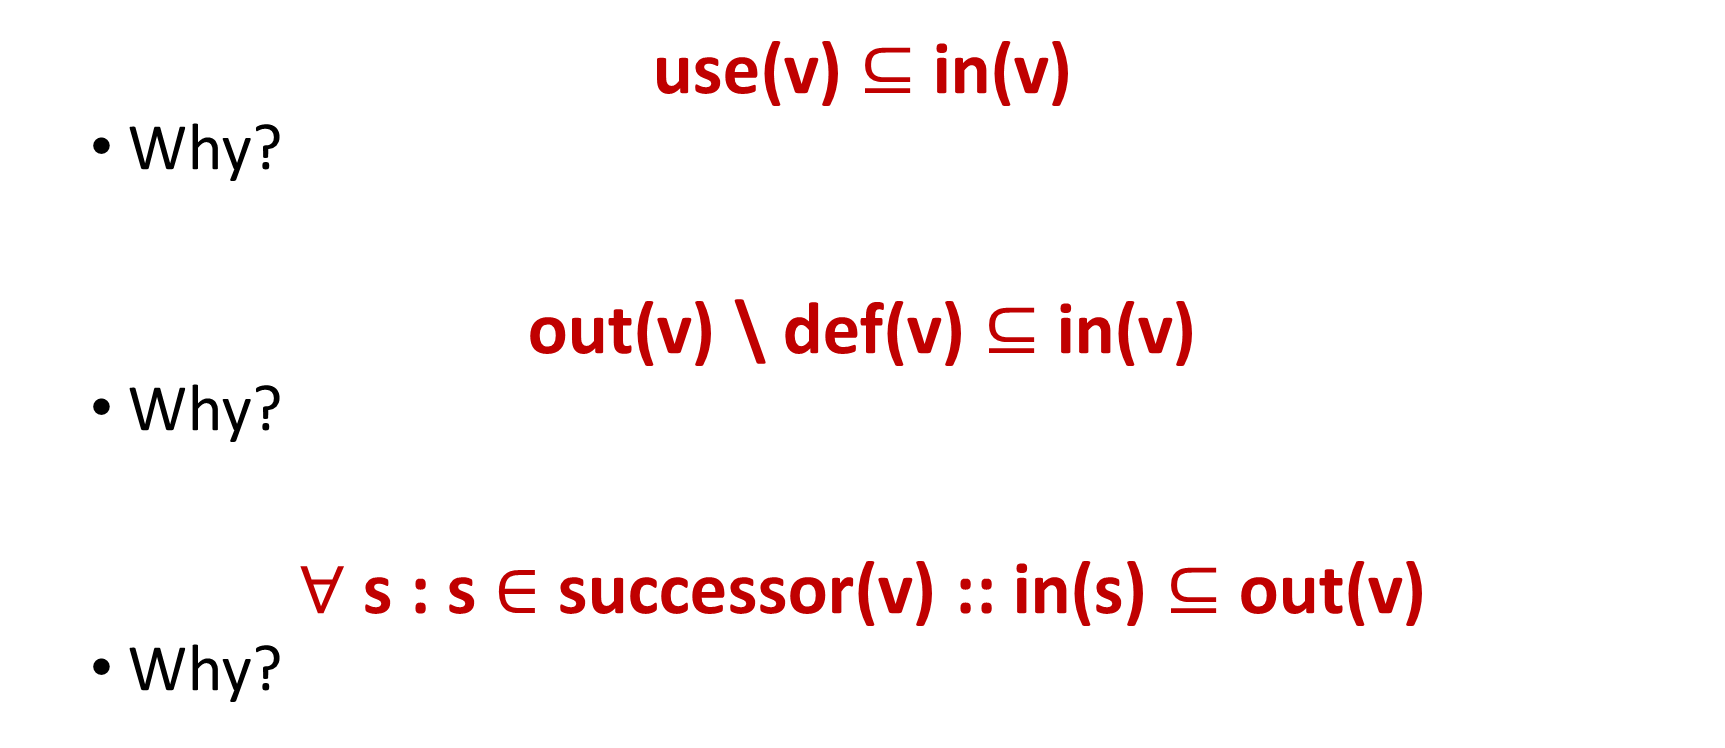 use(v) ⊆ in(v)
• Why?
out(v) \ def(v) ⊆ in(v)
• Why?
∀ s : s ∈ successor(v) :: in(s) ⊆ out(v)
• Why?